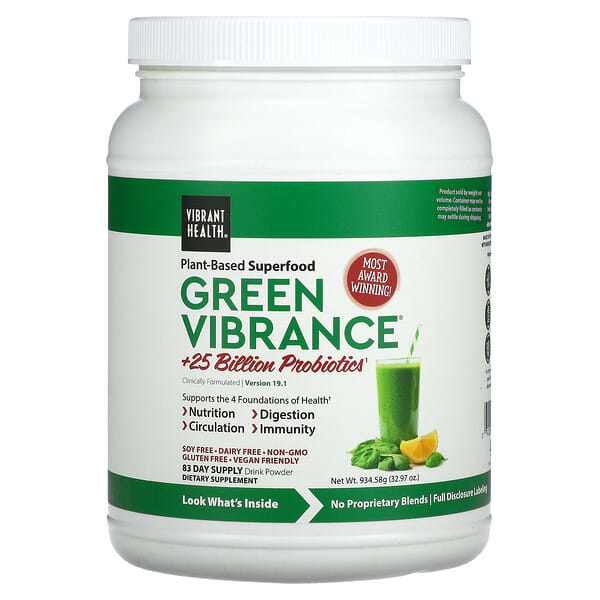 Product sold by weight not
volume. Container may not be
completely filled as contents
may settle during shipping.
VIBRANT
HEALTH®
Plant-Based Superfood
MOST
AWARD
WINNING!
GREEN
VIBRANCE®
+25 Billion Probiotics¹
Clinically Formulated | Version 19.1
Supports the 4 Foundations of Health†
Nutrition
Digestion
Circulation
Immunity
SOY FREE • DAIRY FREE • NON-GMO
GLUTEN FREE • VEGAN FRIENDLY
83 DAY SUPPLY Drink Powder
DIETARY SUPPLEMENT
Net Wt. 934.58g (32.97 oz.)
Look What's Inside
No Proprietary Blends | Full Disclosure Labeling